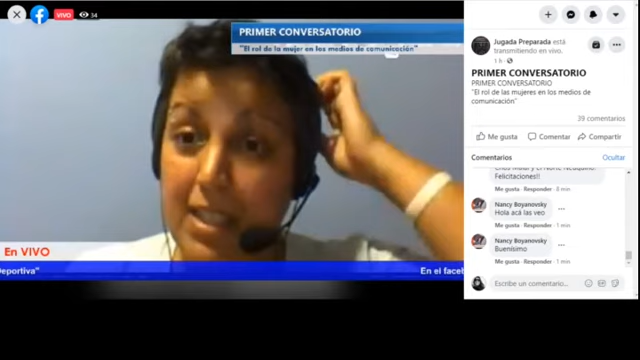 VIVO
34
PRIMER CONVERSATORIO
"El rol de la mujer en los medios de comunicación"
En VIVO
Deportiva"
En el faceb
Jugada Preparada está
transmitiendo en vivo.
1 h
PRIMER CONVERSATORIO
PRIMER CONVERSATORIO
"El rol de las mujeres en los medios de
comunicación"
39 comentarios
Me gusta
Comentar
Compartir
Comentarios
Ocultar
Felicitaciones!!
Me gusta · Responder · 8 min
Nancy Boyanovsky
Hola acá las veo
Me gusta · Responder · 1 min
Nancy Boyanovsky
Buenísimo
Me gusta · Responder · 1 min
Escribe un comentario...